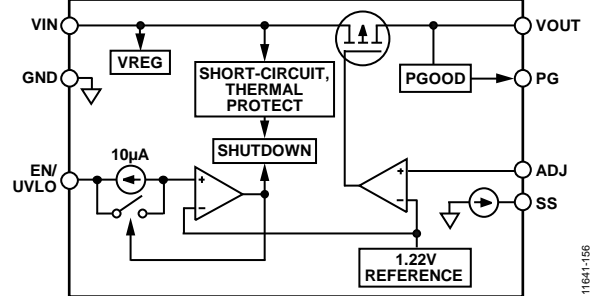 VIN
VOUT
VREG
GND
SHORT-CIRCUIT,
THERMAL
PROTECT
PGOOD
PG
SHUTDOWN
10µA
EN/
UVLO
+
−
+
−
ADJ
SS
1.22V
REFERENCE
11641-156